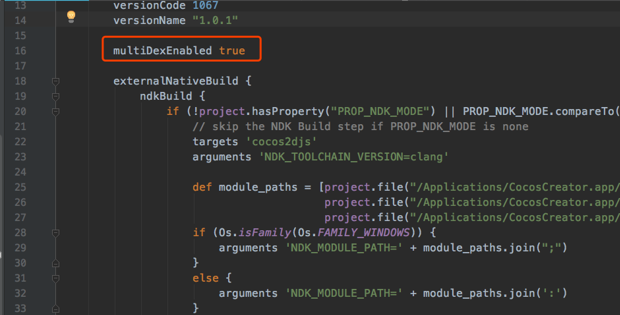 13 versionCode 1067
14 versionName "1.0.1"
15
16 multiDexEnabled true
17
18 externalNativeBuild {
19 ndkBuild {
20 if (!project.hasProperty("PROP_NDK_MODE") || PROP_NDK_MODE.compareTo(
21 // skip the NDK Build step if PROP_NDK_MODE is none
22 targets 'cocos2djs'
23 arguments 'NDK_TOOLCHAIN_VERSION=clang'
24
25 def module_paths = [project.file("/Applications/CocosCreator.app/
26 project.file("/Applications/CocosCreator.app/
27 project.file("/Applications/CocosCreator.app/
28 if (Os.isFamily(Os.FAMILY_WINDOWS)) {
29 arguments 'NDK_MODULE_PATH=' + module_paths.join(";")
30 }
31 else {
32 arguments 'NDK_MODULE_PATH=' + module_paths.join(':')
33 }